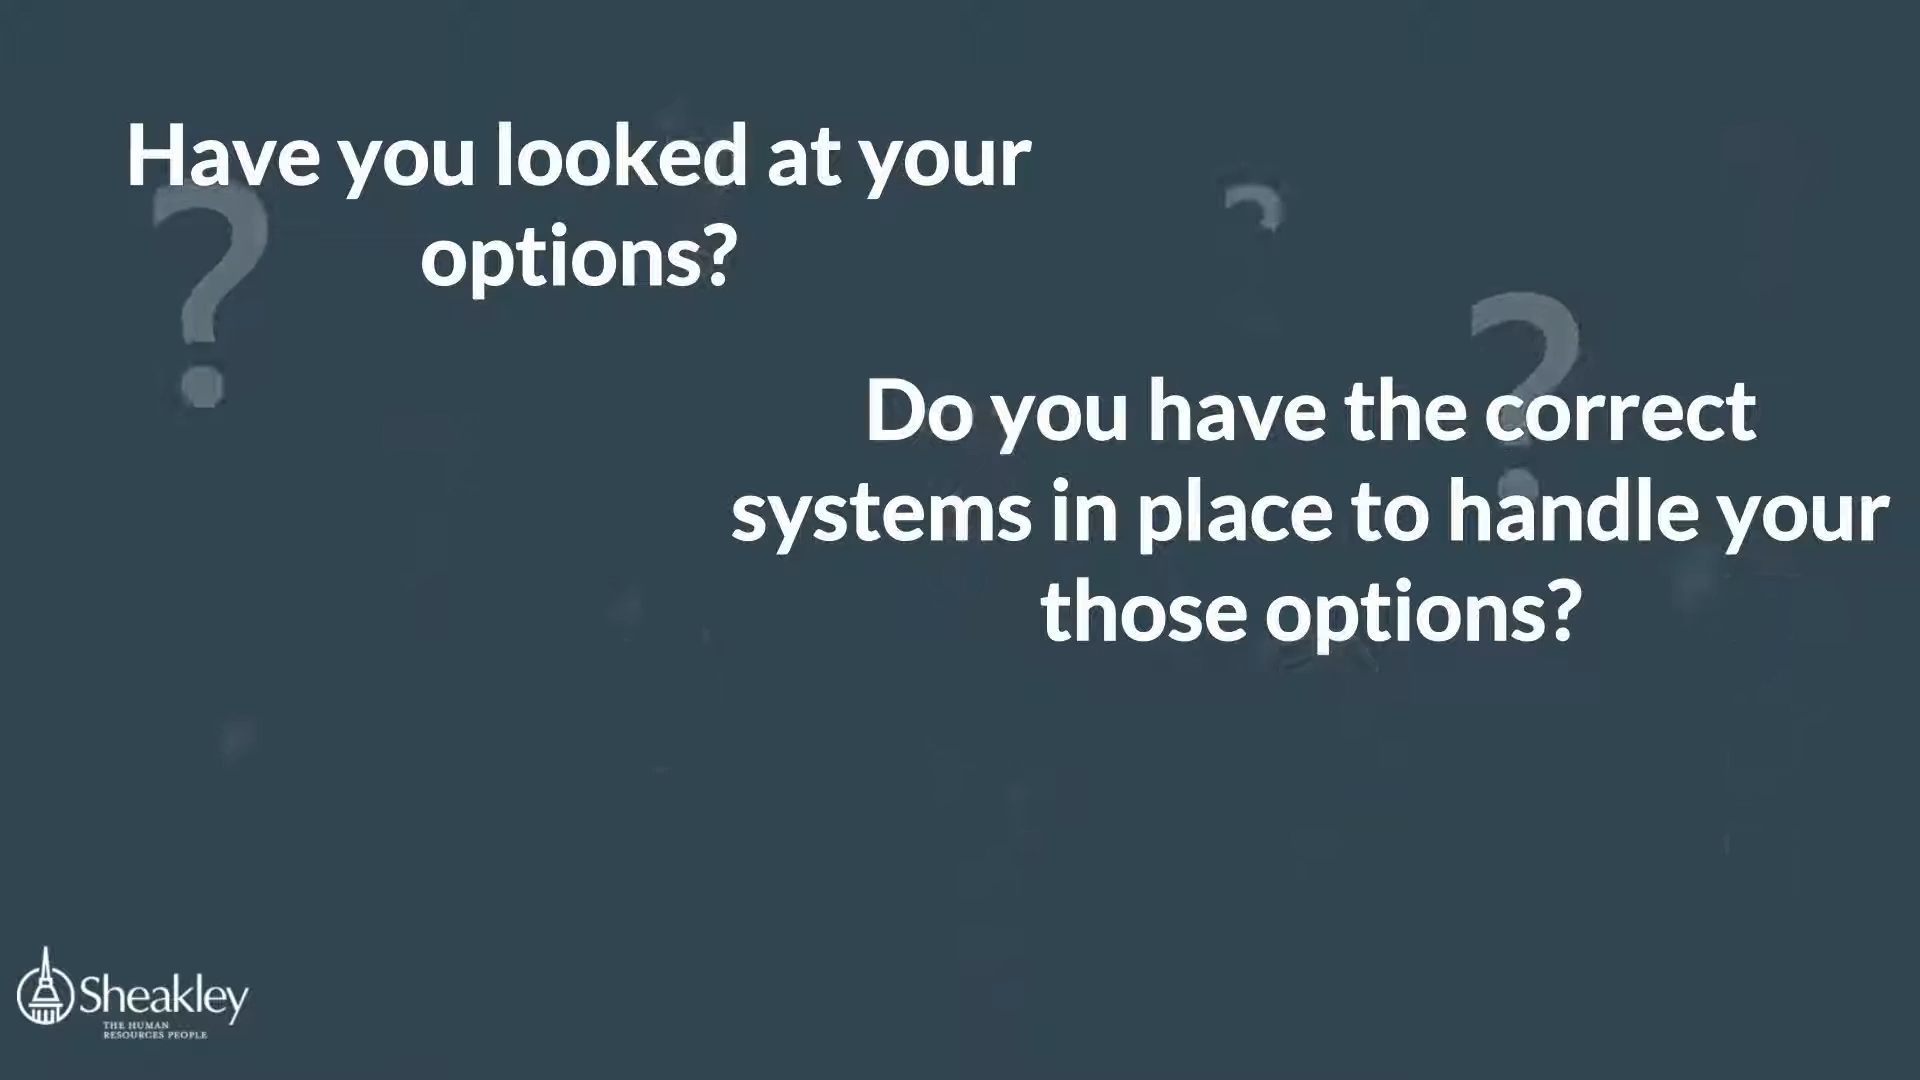 Have you looked at your
options?
Do you have the correct
systems in place to handle your
those options?
Sheakley
THE HUMAN
RESOURCES PEOPLE